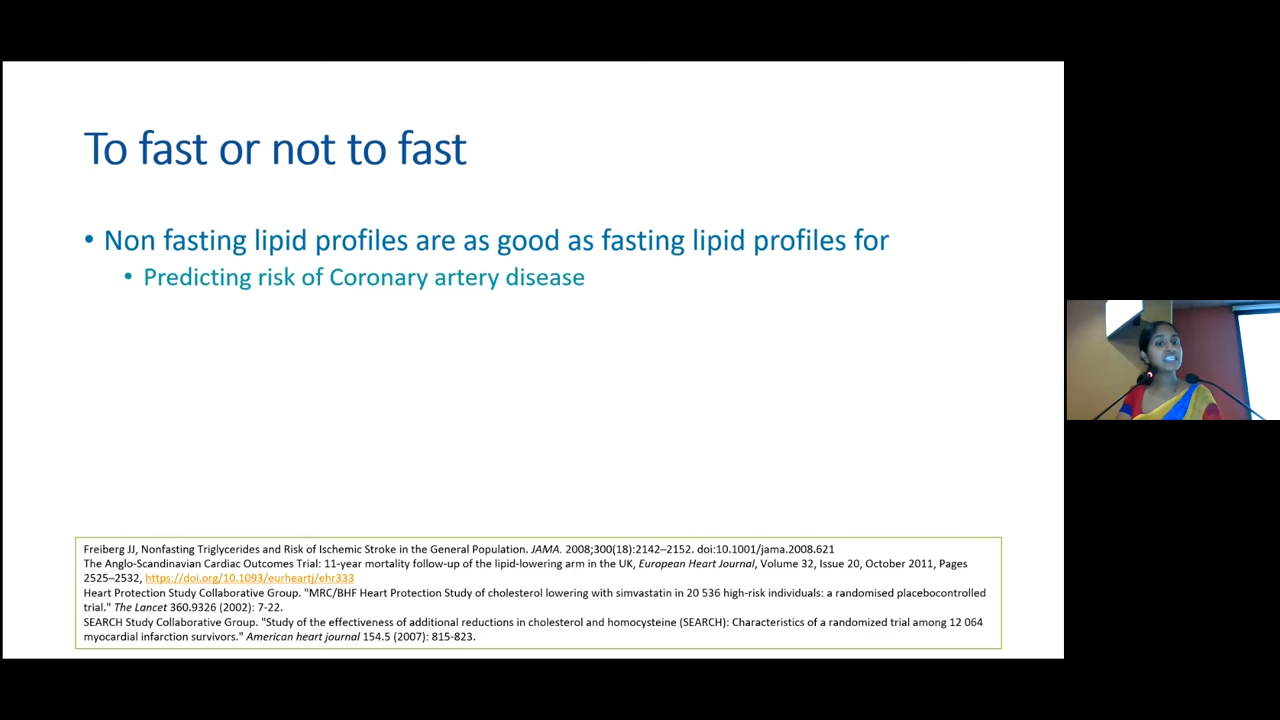 To fast or not to fast
• Non fasting lipid profiles are as good as fasting lipid profiles for
• Predicting risk of Coronary artery disease
Freiberg JJ, Nonfasting Triglycerides and Risk of Ischemic Stroke in the General Population. JAMA. 2008;300(18):2142–2152. doi:10.1001/jama.2008.621
The Anglo-Scandinavian Cardiac Outcomes Trial: 11-year mortality follow-up of the lipid-lowering arm in the UK, European Heart Journal, Volume 32, Issue 20, October 2011, Pages
2525–2532, https://doi.org/10.1093/eurheartj/ehr333
Heart Protection Study Collaborative Group. "MRC/BHF Heart Protection Study of cholesterol lowering with simvastatin in 20 536 high-risk individuals: a randomised placebocontrolled
trial." The Lancet 360.9326 (2002): 7-22.
SEARCH Study Collaborative Group. "Study of the effectiveness of additional reductions in cholesterol and homocysteine (SEARCH): Characteristics of a randomized trial among 12 064
myocardial infarction survivors." American heart journal 154.5 (2007): 815-823.